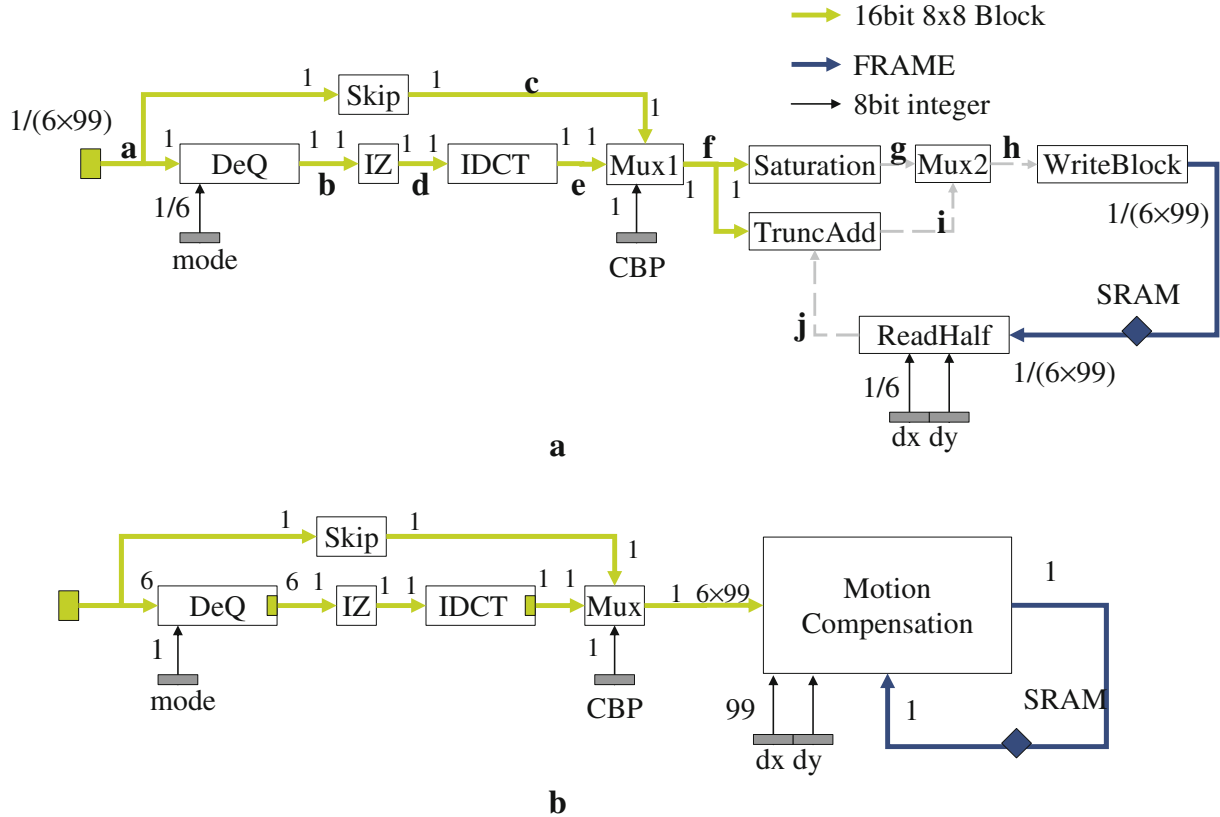 16bit 8x8 Block
FRAME
8bit integer
1/(6×99)
a
1
Skip
1
c
1
1
DeQ
1
b
1
IZ
1
d
1
IDCT
1
e
1
Mux1
f
1
1
Saturation
g
Mux2
h
WriteBlock
1/(6×99)
1/6
mode
1
CBP
TruncAdd
i
j
SRAM
ReadHalf
1/(6×99)
1/6
dx dy
a
1
Skip
1
1
6
DeQ
6
1
IZ
1
1
IDCT
1
1
Mux
1
6×99
Motion
Compensation
1
1
mode
1
CBP
99
dx dy
1
SRAM
b